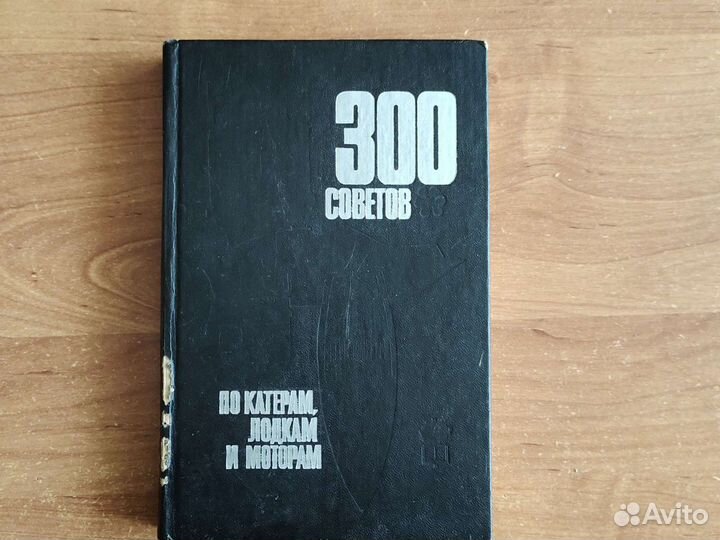 300
СОВЕТОВ
ПО КАТЕРАМ,
ЛОДКАМ
И МОТОРАМ
Avito